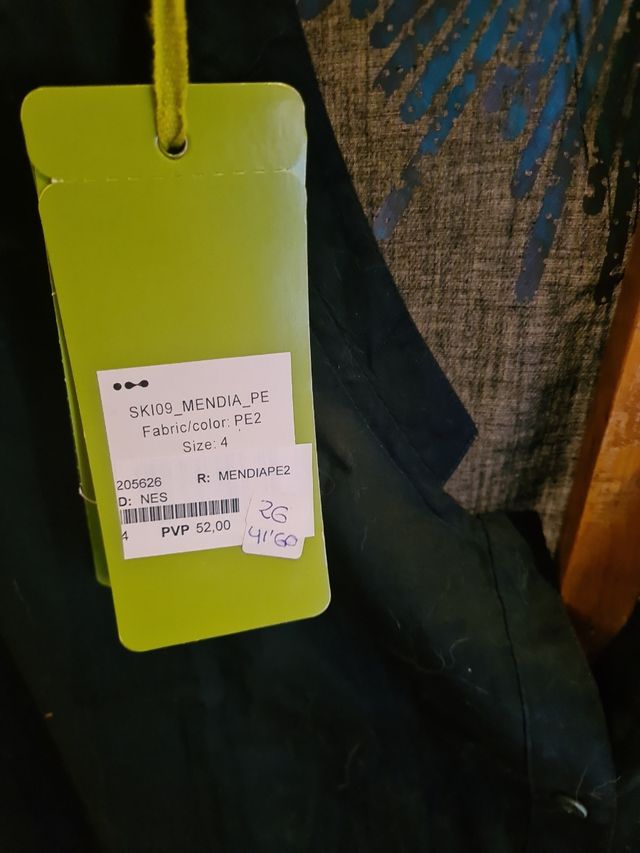 SKI09_MENDIA_PE
Fabric/color: PE2
Size: 4
205626 R: MENDIAPE2
D: NES
4 PVP 52,00
26
41'60